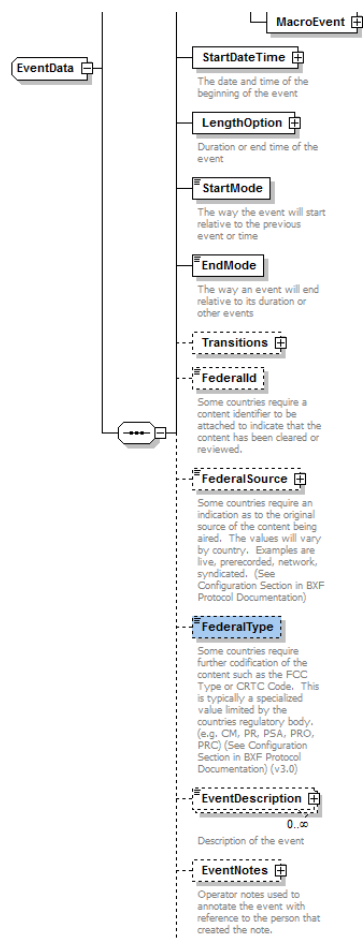 MacroEvent
StartDateTime
EventData
The date and time of the
beginning of the event
LengthOption
Duration or end time of the
event
StartMode
The way the event will start
relative to the previous
event or time
EndMode
The way an event will end
relative to its duration or
other events
Transitions
FederalId
Some countries require a
content identifier to be
attached to indicate that the
content has been cleared or
reviewed.
FederalSource
Some countries require an
indication as to the original
source of the content being
aired. The values will vary
by country. Examples are
live, prerecorded, network,
syndicated. (See
Configuration Section in BXF
Protocol Documentation)
FederalType
Some countries require
further codification of the
content such as the FCC
Type or CRTC Code. This
is typically a specialized
value limited by the
countries regulatory body.
(e.g. CM, PR, PSA, PRO,
PRC) (See Configuration
Section in BXF Protocol
Documentation) (v3.0)
EventDescription
0..∞
Description of the event
EventNotes
Operator notes used to
annotate the event with
reference to the person that
created the note.